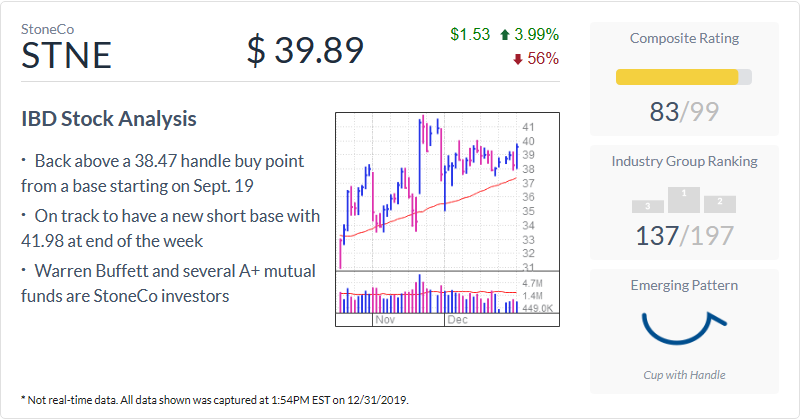 StoneCo
STNE
$ 39.89
$1.53 3.99%
56%
IBD Stock Analysis
· Back above a 38.47 handle buy point
from a base starting on Sept. 19
· On track to have a new short base with
41.98 at end of the week
· Warren Buffett and several A+ mutual
funds are StoneCo investors
41
40
39
38
37
36
35
34
33
32
31
4.7M
1.4M
449.0K
Nov Dec
Composite Rating
83/99
Industry Group Ranking
3 1 2
137/197
Emerging Pattern
Cup with Handle
* Not real-time data. All data shown was captured at 1:54PM EST on 12/31/2019.